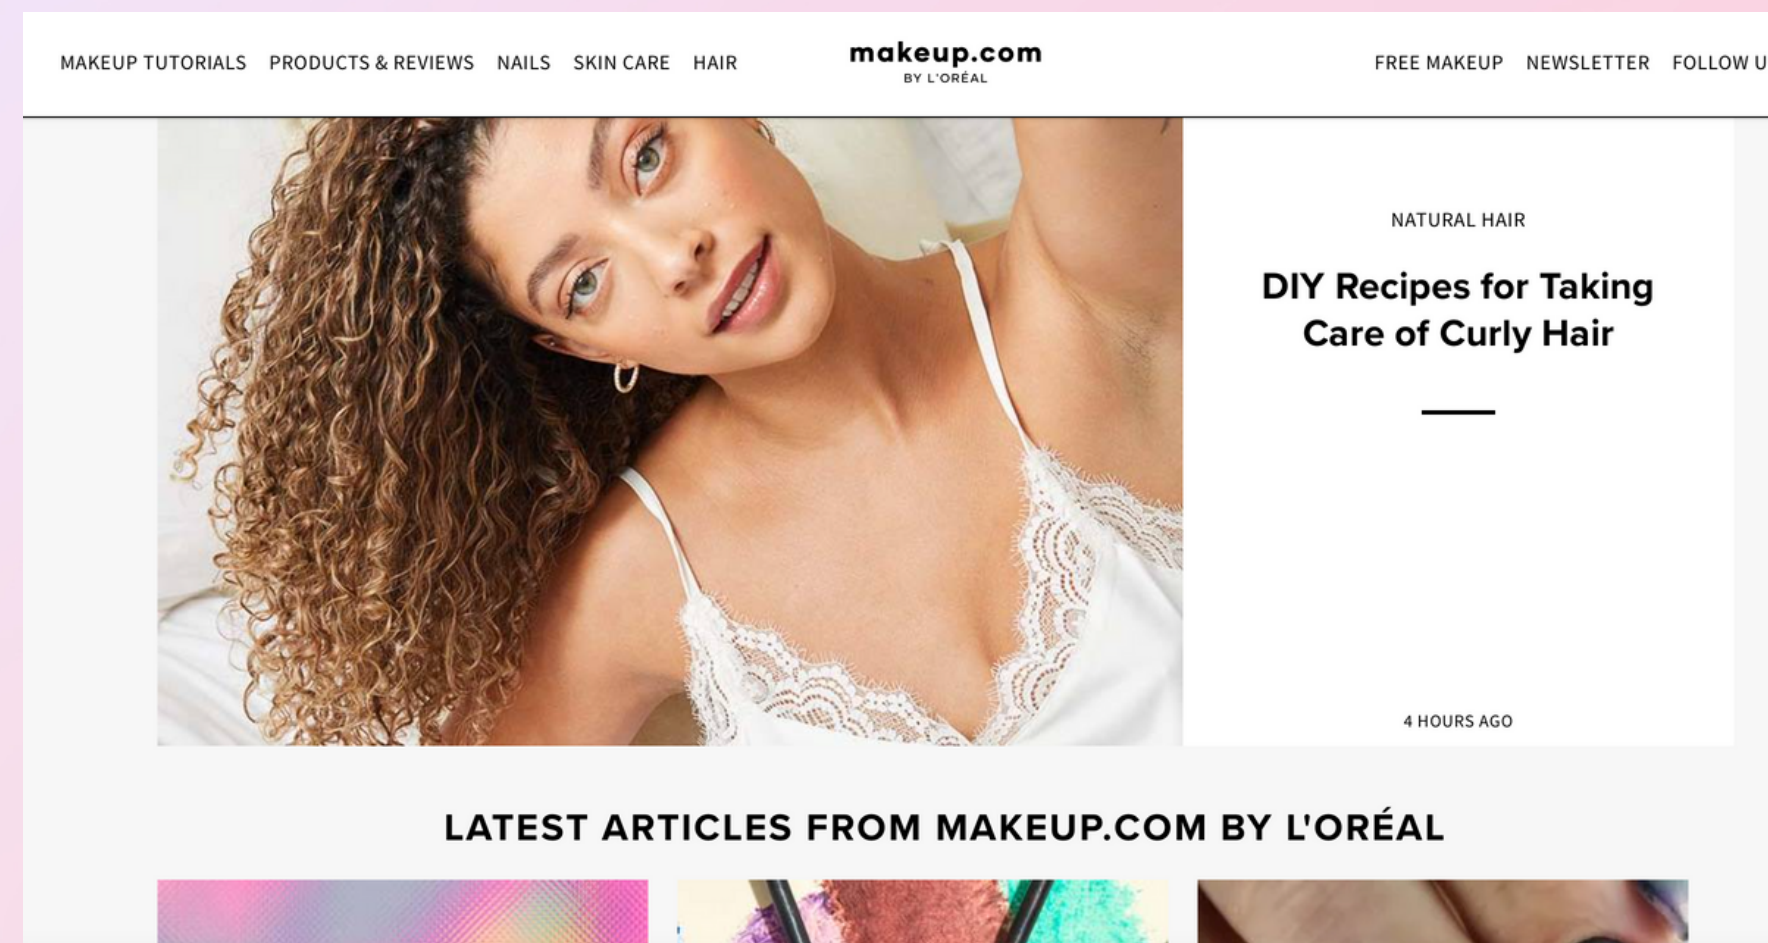 MAKEUP TUTORIALS PRODUCTS & REVIEWS NAILS SKIN CARE HAIR
makeup.com
BY L'ORÉAL
FREE MAKEUP NEWSLETTER FOLLOW U
NATURAL HAIR
DIY Recipes for Taking
Care of Curly Hair
4 HOURS AGO
LATEST ARTICLES FROM MAKEUP.COM BY L'ORÉAL